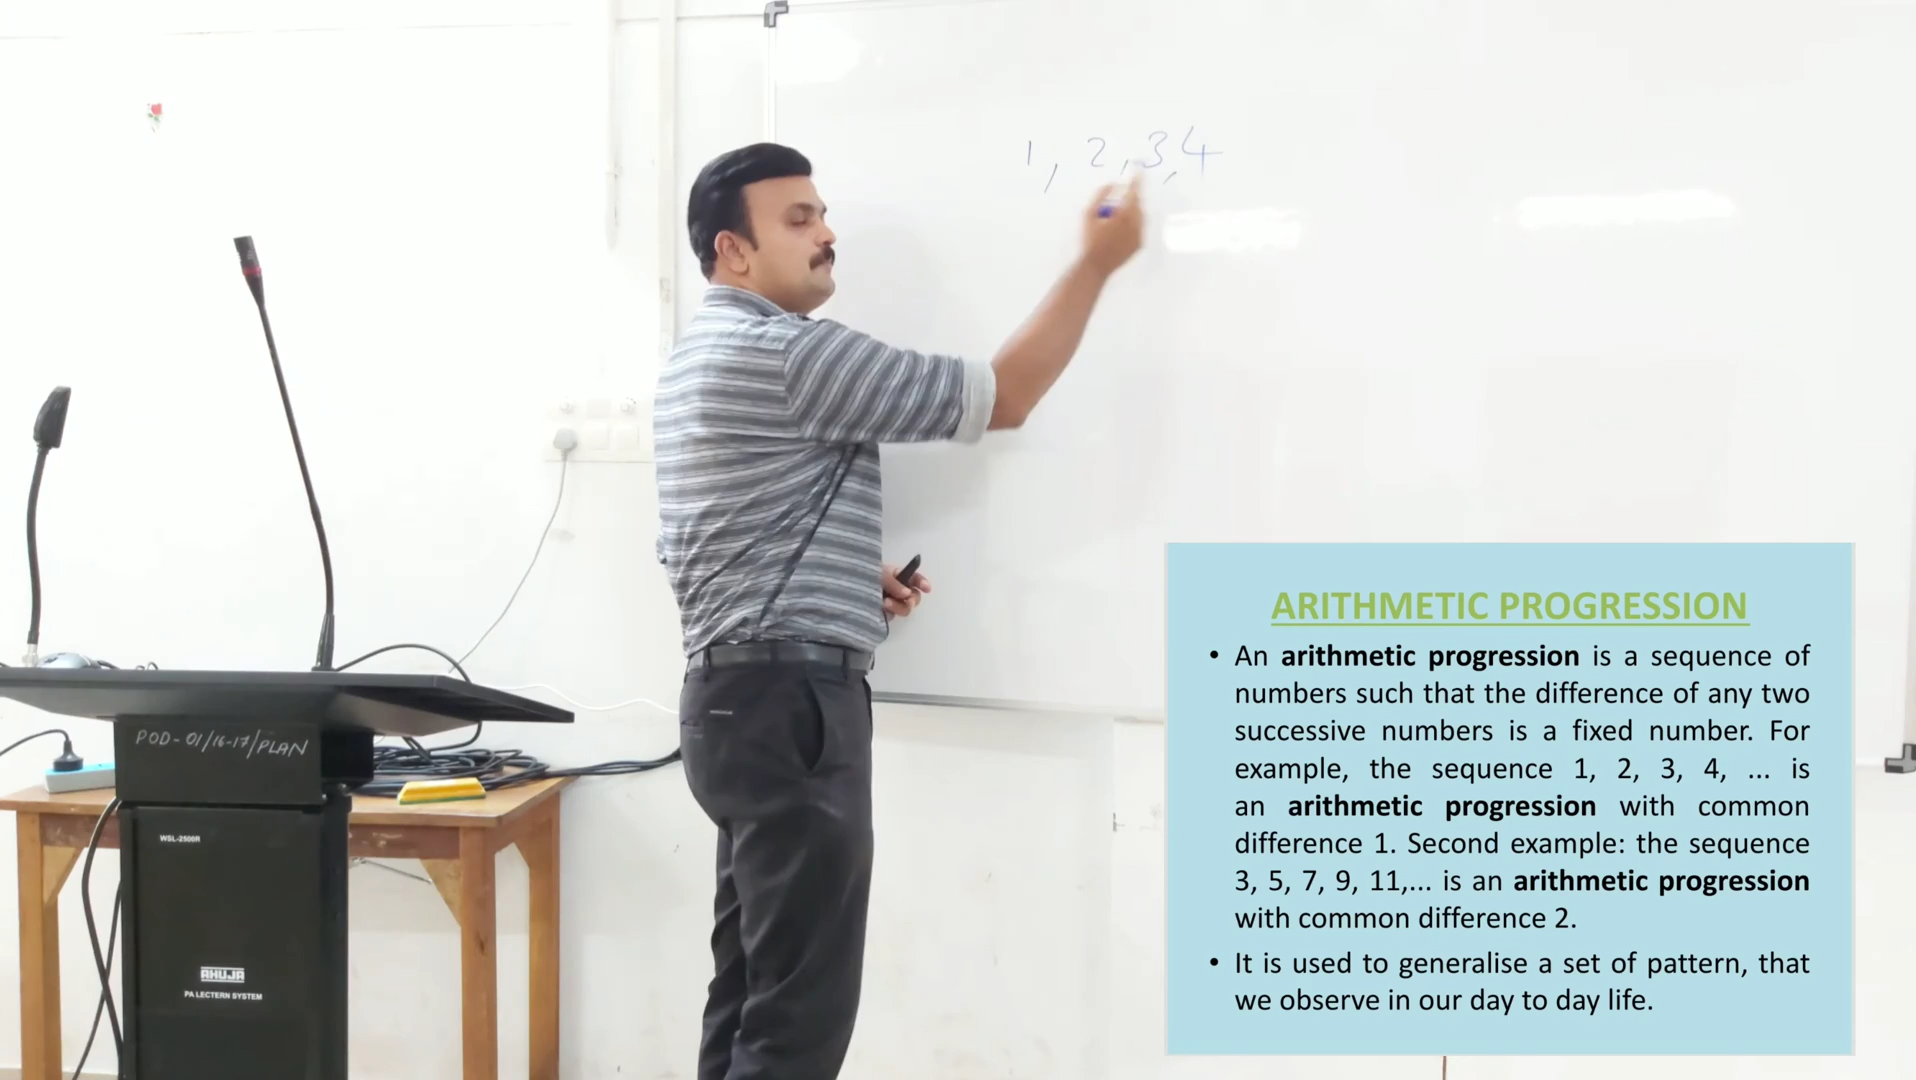 1, 2, 3, 4
ARITHMETIC PROGRESSION
• An arithmetic progression is a sequence of
numbers such that the difference of any two
successive numbers is a fixed number. For
example, the sequence 1, 2, 3, 4, ... is
an arithmetic progression with common
difference 1. Second example: the sequence
3, 5, 7, 9, 11,... is an arithmetic progression
with common difference 2.
• It is used to generalise a set of pattern, that
we observe in our day to day life.
POD-01/16-17/PLAN
WSL-2500R
AHUJA
PA LECTERN SYSTEM